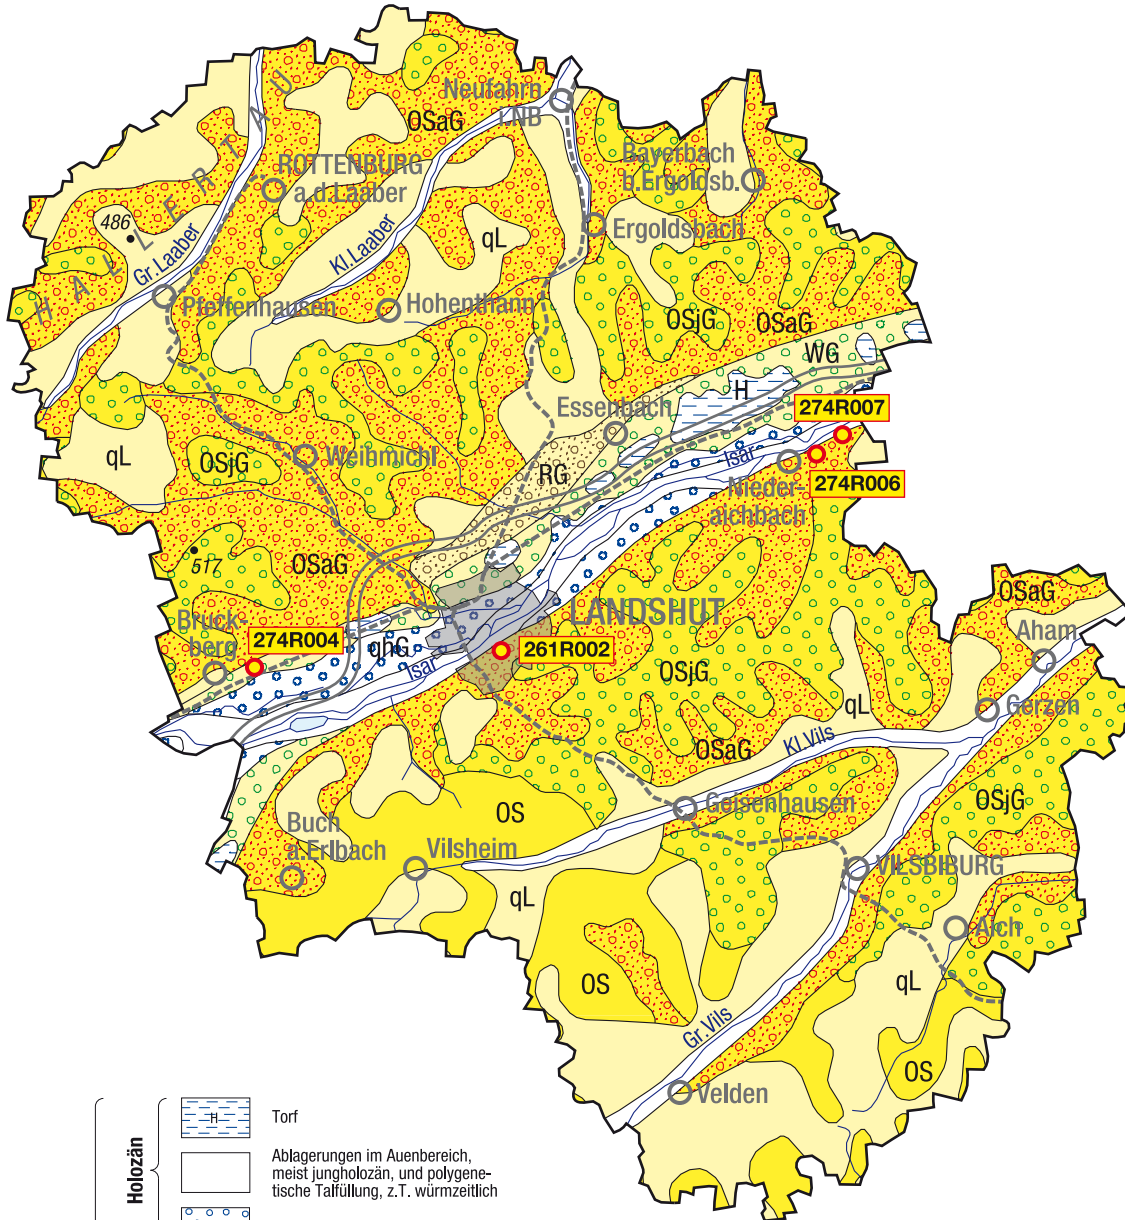 Neufahrn
i.NB
OSaG
Bayerbach
b.Ergoldsb.
ROTTENBURG
a.d.Laaber
HALLERTAU
486
Gr.Laaber
Kl.Laaber
qL
Ergoldsbach
Pfeffenhausen
Hohenthann
OSjG
OSaG
WG
H
Essenbach
274R007
qL
OSjG
Weihmichl
RG
Isar
Nieder-
aichbach
274R006
517
OSaG
LANDSHUT
OSaG
Bruck-
berg
274R004
qhG
Isar
261R002
Aham
OSjG
qL
Gerzen
OSaG
Kl.Vils
OSjG
OS
Geisenhausen
Buch
a.Erlbach
Vilsheim
VILSBIBURG
qL
Aich
OS
qL
Gr.Vils
OS
Velden
Holozän
H
Torf
Ablagerungen im Auenbereich,
meist jungholozän, und polygene-
tische Talfüllung, z.T. würmzeitlich